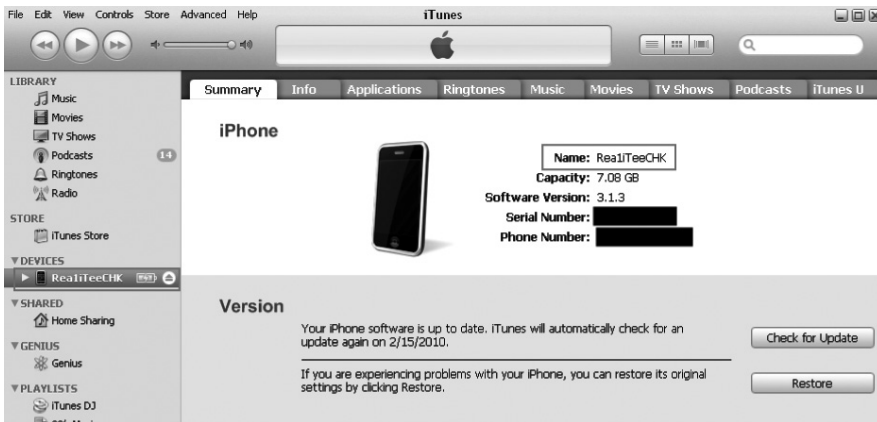 File Edit View Controls Store Advanced Help
iTunes
LIBRARY
Music
Movies
TV Shows
Podcasts 14
Ringtones
Radio
STORE
iTunes Store
DEVICES
Rea1iTeeCHK
SHARED
Home Sharing
GENIUS
Genius
PLAYLISTS
iTunes DJ
Summary Info Applications Ringtones Music Movies TV Shows Podcasts iTunes U
iPhone
Name: Rea1iTeeCHK
Capacity: 7.08 GB
Software Version: 3.1.3
Serial Number:
Phone Number:
Version
Your iPhone software is up to date. iTunes will automatically check for an
update again on 2/15/2010.
Check for Update
If you are experiencing problems with your iPhone, you can restore its original
settings by clicking Restore.
Restore